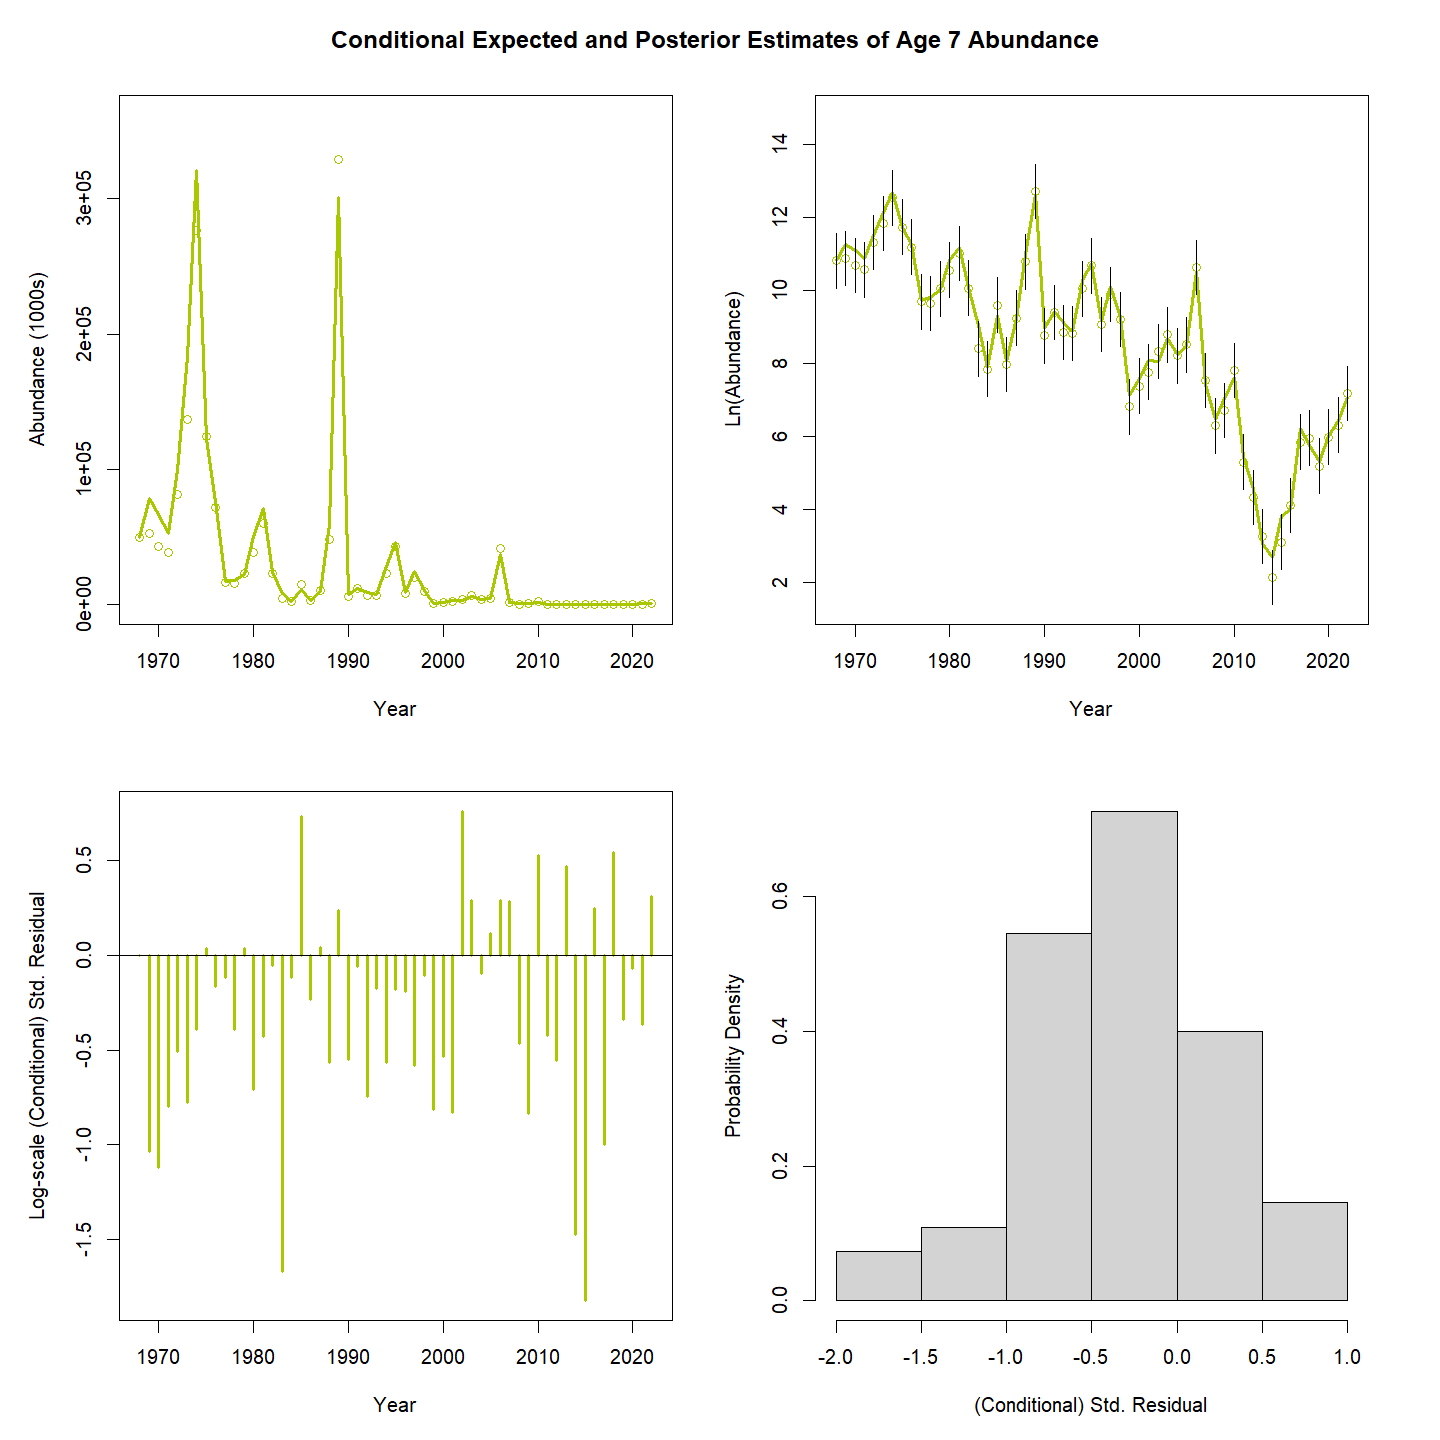 Conditional Expected and Posterior Estimates of Age 7 Abundance
Abundance (1000s)
3e+05
2e+05
1e+05
0e+00
1970 1980 1990 2000 2010 2020
Year
Ln(Abundance)
14
12
10
8
6
4
2
1970 1980 1990 2000 2010 2020
Year
Log-scale (Conditional) Std. Residual
0.5
0.0
-0.5
-1.0
-1.5
1970 1980 1990 2000 2010 2020
Year
Probability Density
0.6
0.4
0.2
0.0
-2.0 -1.5 -1.0 -0.5 0.0 0.5 1.0
(Conditional) Std. Residual